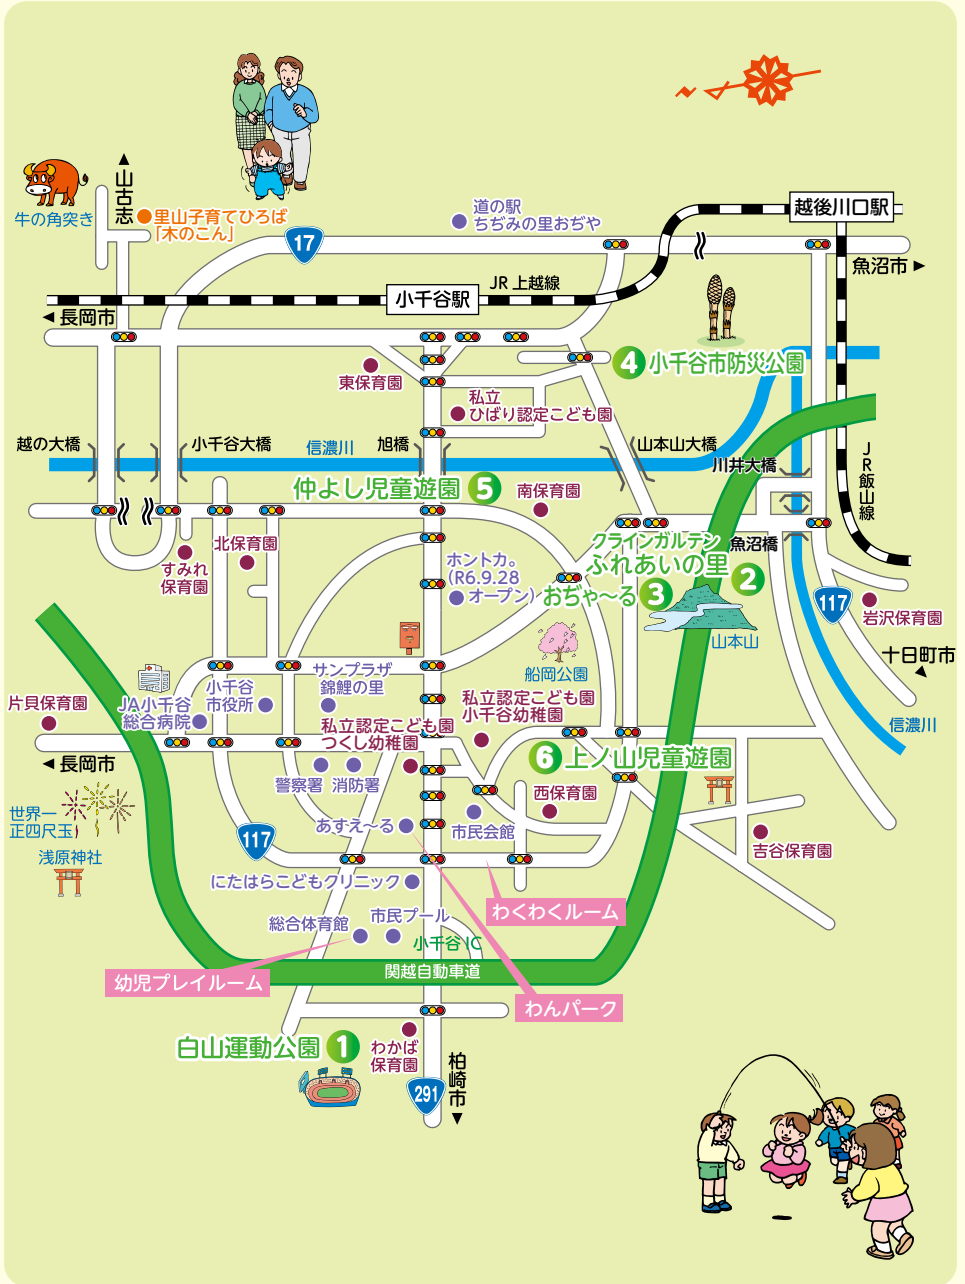 山古志
牛の角突き
里山子育てひろば
「木のこん」
17
道の駅
ちぢみの里おぢや
越後川口駅
魚沼市
JR上越線
小千谷駅
長岡市
4 小千谷市防災公園
東保育園
私立
ひばり認定こども園
越の大橋
小千谷大橋
信濃川
旭橋
山本山大橋
川井大橋
JR飯山線
仲よし児童遊園 5
南保育園
北保育園
すみれ
保育園
クラインガルテン
ふれあいの里 2
魚沼橋
ホントカ。
(R6.9.28
オープン)
おぢゃ〜る 3
117
岩沢保育園
山本山
船岡公園
十日町市
信濃川
片貝保育園
JA小千谷
総合病院
小千谷
市役所
サンプラザ
錦鯉の里
私立認定こども園
つくし幼稚園
私立認定こども園
小千谷幼稚園
長岡市
6 上ノ山児童遊園
警察署
消防署
西保育園
世界一
正四尺玉
浅原神社
117
あすえ〜る
市民会館
吉谷保育園
にたはらこどもクリニック
わくわくルーム
総合体育館
市民プール
小千谷IC
関越自動車道
幼児プレイルーム
わんパーク
白山運動公園 1
わかば
保育園
柏崎市
291